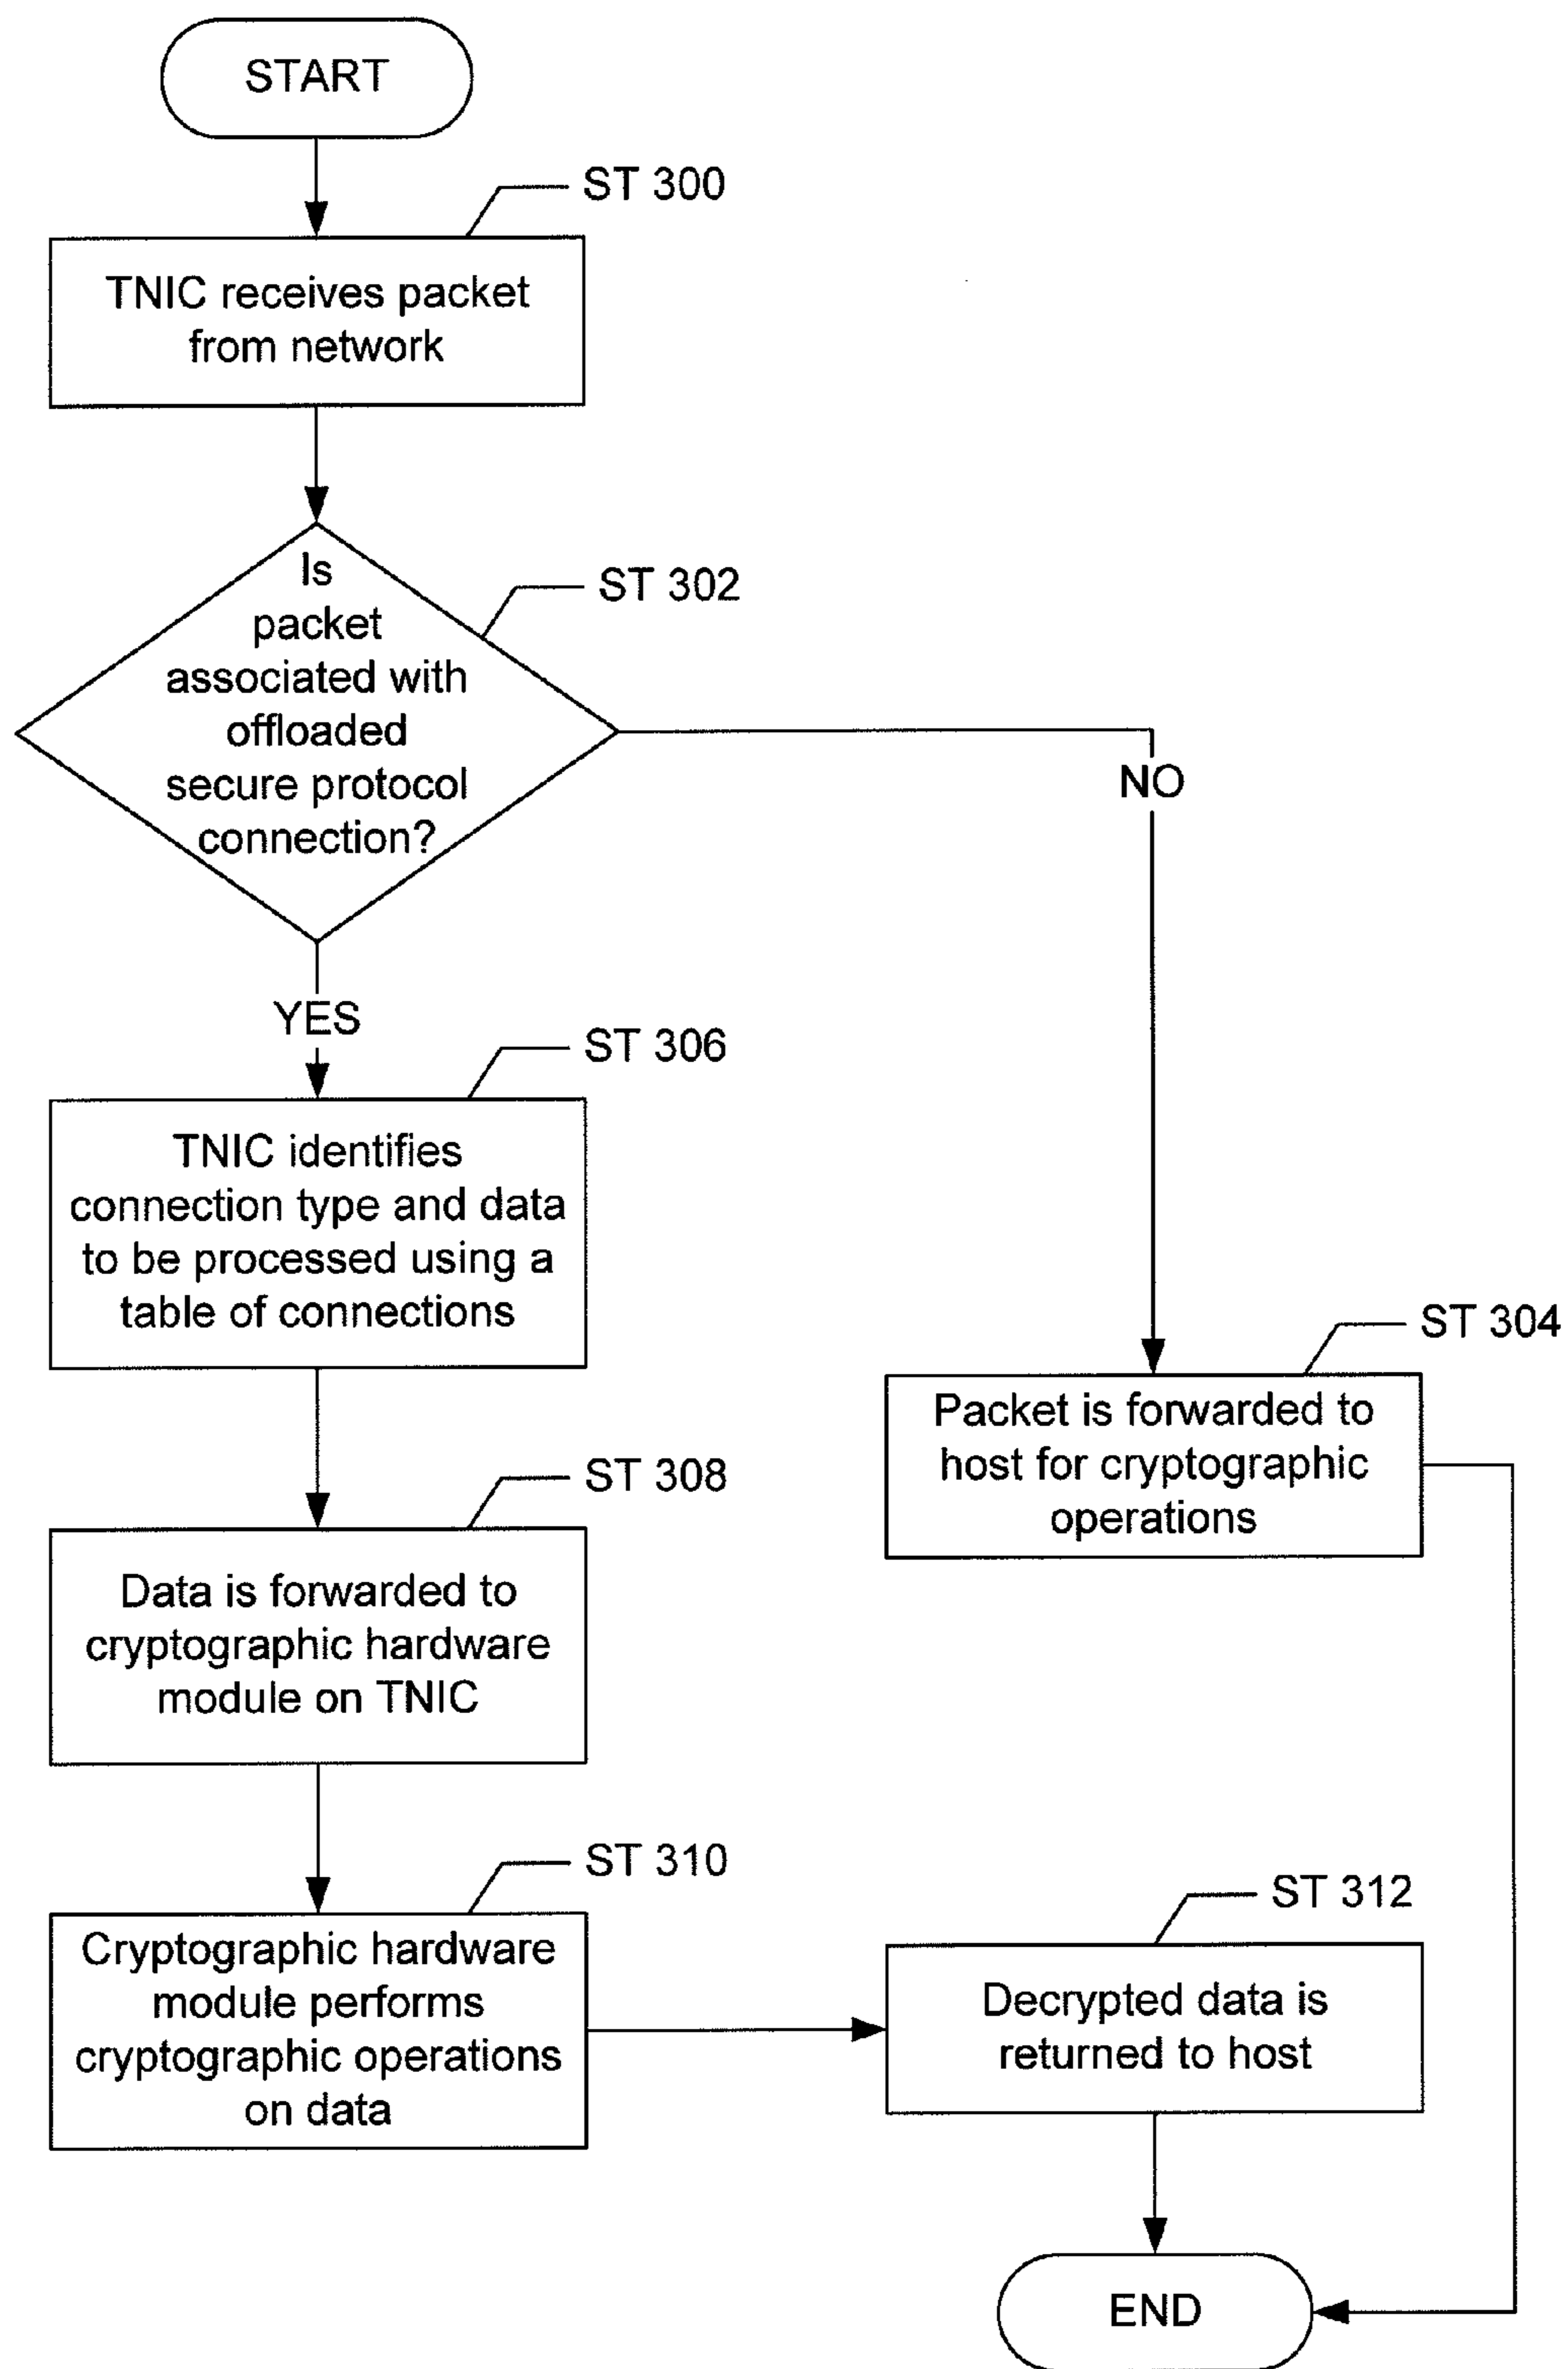 START
ST 300
TNIC receives packet
from network
Is
packet
associated with
offloaded
secure protocol
connection?
ST 302
NO
YES
ST 306
TNIC identifies
connection type and data
to be processed using a
table of connections
ST 304
Packet is forwarded to
host for cryptographic
operations
ST 308
Data is forwarded to
cryptographic hardware
module on TNIC
ST 310
Cryptographic hardware
module performs
cryptographic operations
on data
ST 312
Decrypted data is
returned to host
END